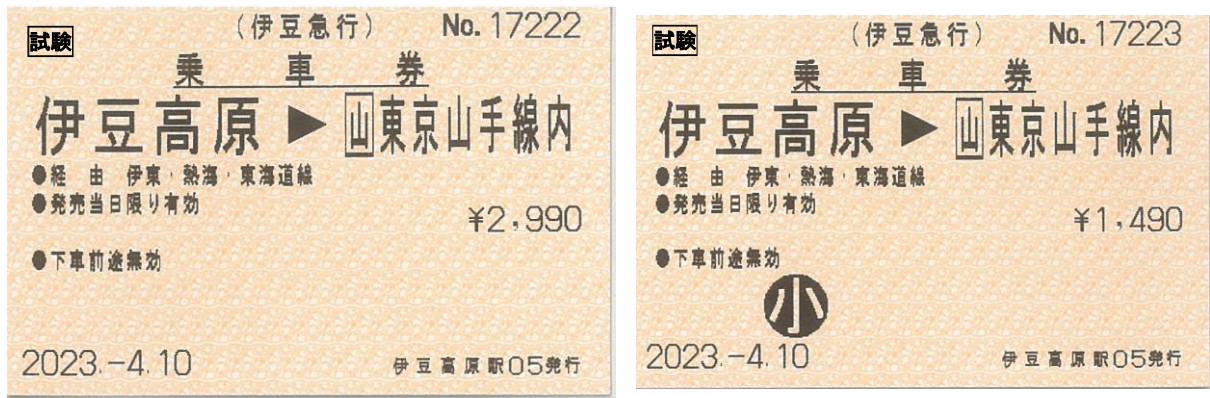 試験 (伊豆急行) No. 17222
乗車券
伊豆高原 ▶ 山 東京山手線内
●経 由 伊東・熱海・東海道線
●発売当日限り有効
¥2,990
●下車前途無効
2023.-4.10 伊豆高原駅05発行
試験 (伊豆急行) No. 17223
乗車券
伊豆高原 ▶ 山 東京山手線内
●経 由 伊東・熱海・東海道線
●発売当日限り有効
¥1,490
●下車前途無効
小
2023.-4.10 伊豆高原駅05発行